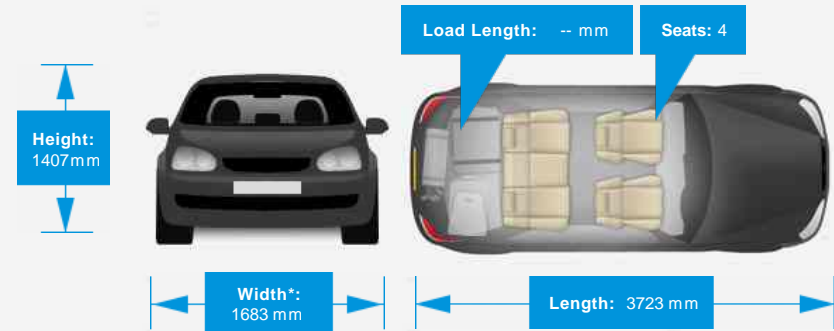 Load Length: -- mm
Seats: 4
Height:
1407mm
Width*:
1683 mm
Length: 3723 mm